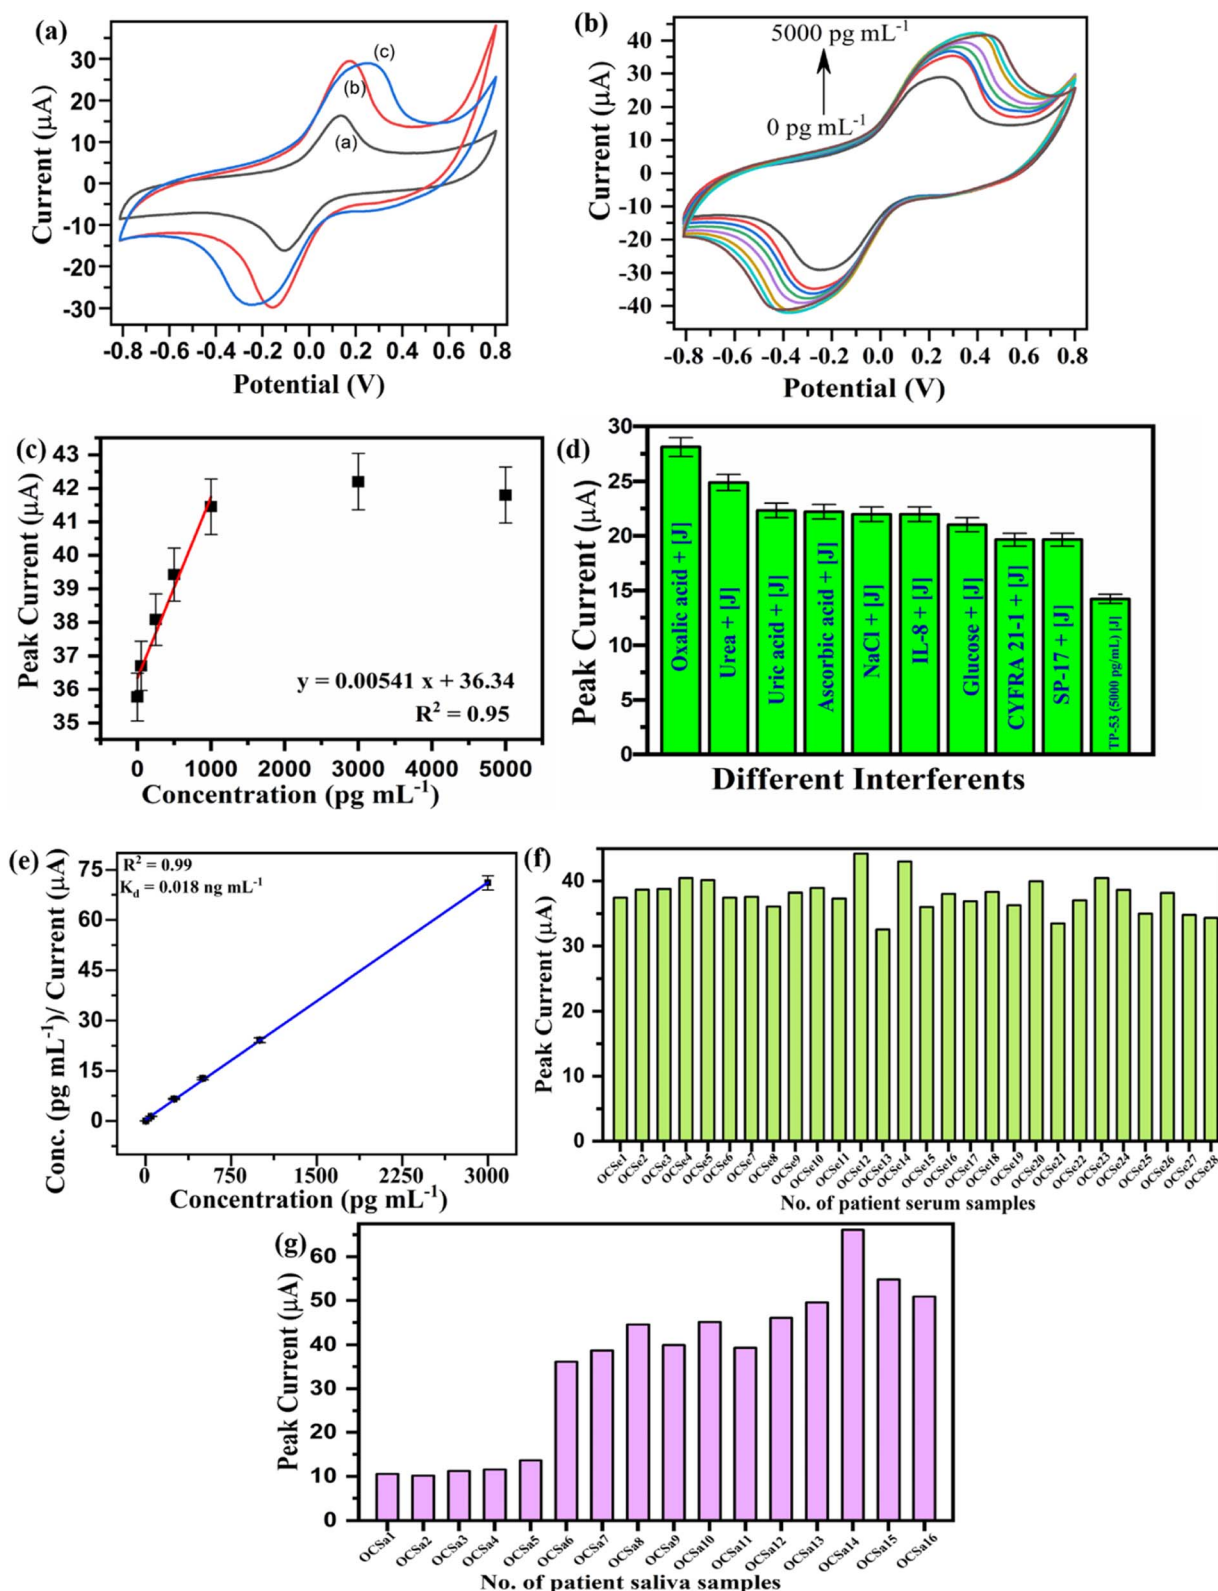 (a)
Current (µA)
30
20
10
0
-10
-20
-30
(c)
(b)
(a)
-0.8 -0.6 -0.4 -0.2 0.0 0.2 0.4 0.6 0.8
Potential (V)
(b)
Current (µA)
40
30
20
10
0
-10
-20
-30
-40
5000 pg mL-1
0 pg mL-1
-0.8 -0.6 -0.4 -0.2 0.0 0.2 0.4 0.6 0.8
Potential (V)
(c)
Peak Current (µA)
43
42
41
40
39
38
37
36
35
y = 0.00541 x + 36.34
R2 = 0.95
0 1000 2000 3000 4000 5000
Concentration (pg mL-1)
(d)
Peak Current (µA)
30
25
20
15
10
5
0
Oxalic acid + [J]
Urea + [J]
Uric acid + [J]
Ascorbic acid + [J]
NaCl + [J]
IL-8 + [J]
Glucose + [J]
CYFRA 21-1 + [J]
SP-17 + [J]
TP-53 (5000 pg/mL) [J]
Different Interferents
(e)
Conc. (pg mL-1)/ Current (µA)
R2 = 0.99
Kd = 0.018 ng mL-1
75
60
45
30
15
0
0 750 1500 2250 3000
Concentration (pg mL-1)
(f)
Peak Current (µA)
40
30
20
10
0
OCSe1 OCSe2 OCSe3 OCSe4 OCSe5 OCSe6 OCSe7 OCSe8 OCSe9 OCSe10 OCSe11 OCSe12 OCSe13 OCSe14 OCSe15 OCSe16 OCSe17 OCSe18 OCSe19 OCSe20 OCSe21 OCSe22 OCSe23 OCSe24 OCSe25 OCSe26 OCSe27 OCSe28
No. of patient serum samples
(g)
Peak Current (µA)
60
50
40
30
20
10
0
OCSa1 OCSa2 OCSa3 OCSa4 OCSa5 OCSa6 OCSa7 OCSa8 OCSa9 OCSa10 OCSa11 OCSa12 OCSa13 OCSa14 OCSa15 OCSa16
No. of patient saliva samples